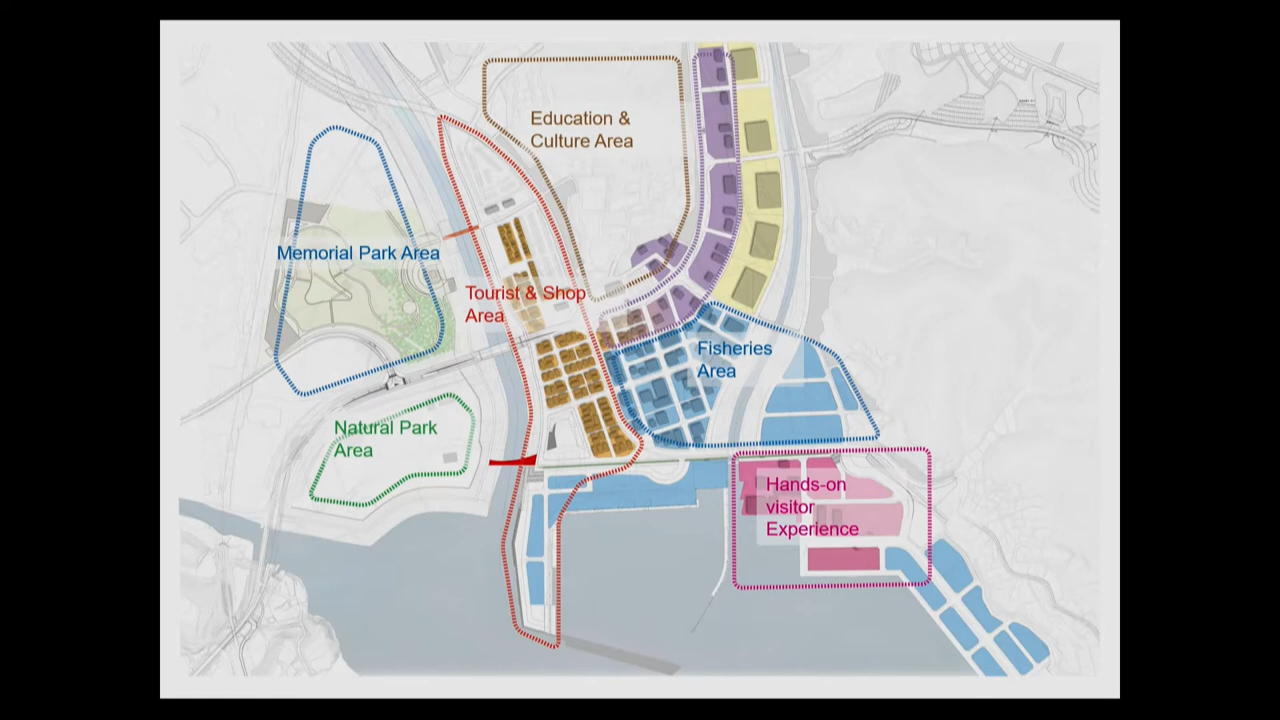 Education &
Culture Area
Memorial Park Area
Tourist & Shop
Area
Fisheries
Area
Natural Park
Area
Hands-on
visitor
Experience